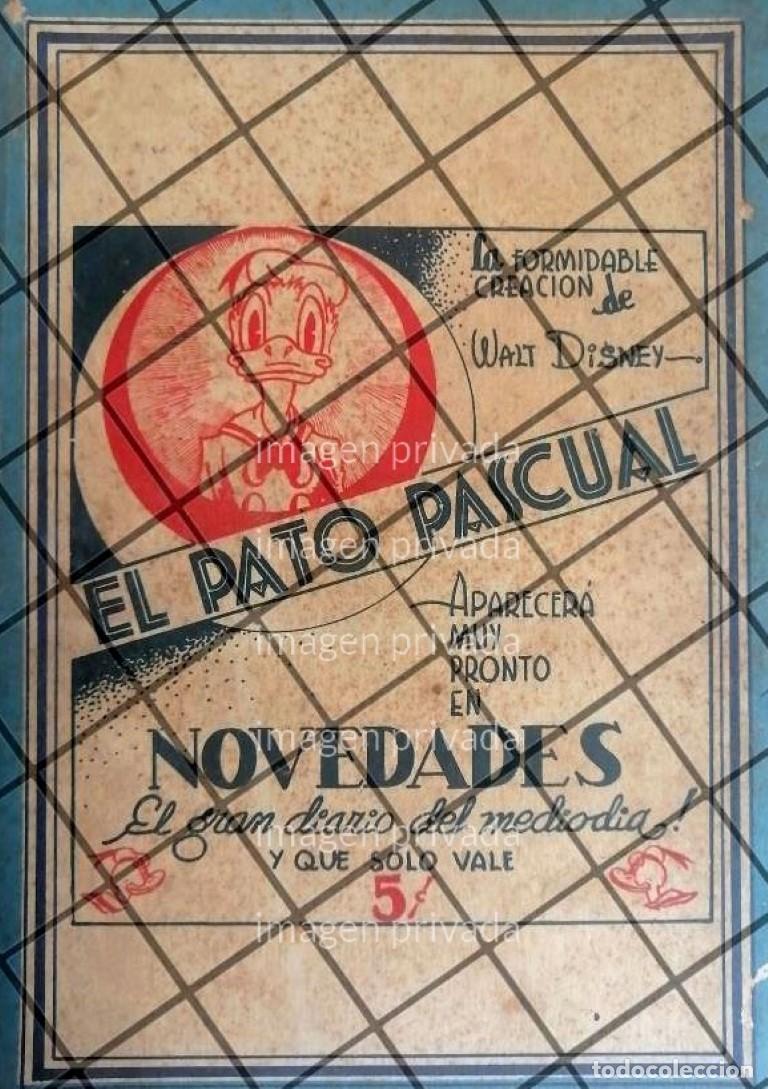 La FORMIDABLE
CREACION de
WALT DISNEY
EL PATO PASCUAL
imagen privada
imagen privada
APARECERÁ
MUY
PRONTO
EN
imagen privada
NOVEDADES
imagen privada
El gran diario del mediodia!
imagen privada
Y QUE SOLO VALE
5¢
imagen privada
todocoleccion